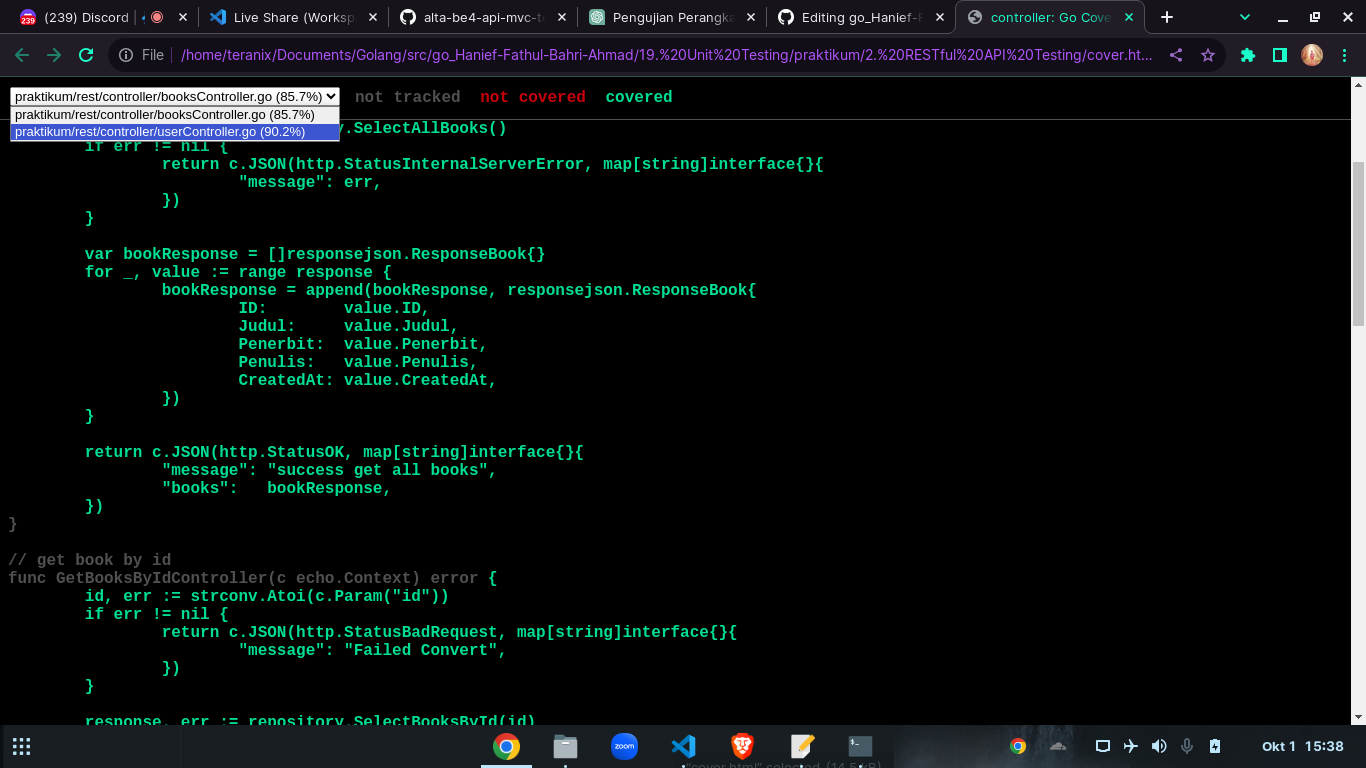 239 (239) Discord |
Live Share (Worksp
alta-be4-api-mvc-te
Pengujian Perangka
Editing go_Hanief-F
controller: Go Cove
File
/home/teranix/Documents/Golang/src/go_Hanief-Fathul-Bahri-Ahmad/19.%20Unit%20Testing/praktikum/2.%20RESTful%20API%20Testing/cover.ht...
praktikum/rest/controller/booksController.go (85.7%) not tracked not covered covered
praktikum/rest/controller/booksController.go (85.7%)
praktikum/rest/controller/userController.go (90.2%)
.SelectAllBooks()
if err != nil {
return c.JSON(http.StatusInternalServerError, map[string]interface{}{
"message": err,
})
}
var bookResponse = []responsejson.ResponseBook{}
for _, value := range response {
bookResponse = append(bookResponse, responsejson.ResponseBook{
ID: value.ID,
Judul: value.Judul,
Penerbit: value.Penerbit,
Penulis: value.Penulis,
CreatedAt: value.CreatedAt,
})
}
return c.JSON(http.StatusOK, map[string]interface{}{
"message": "success get all books",
"books": bookResponse,
})
}
// get book by id
func GetBooksByIdController(c echo.Context) error {
id, err := strconv.Atoi(c.Param("id"))
if err != nil {
return c.JSON(http.StatusBadRequest, map[string]interface{}{
"message": "Failed Convert",
})
}
response, err := repository.SelectBooksById(id)
zoom
Okt 1 15:38
"cover.html" selected (14,5 kB)